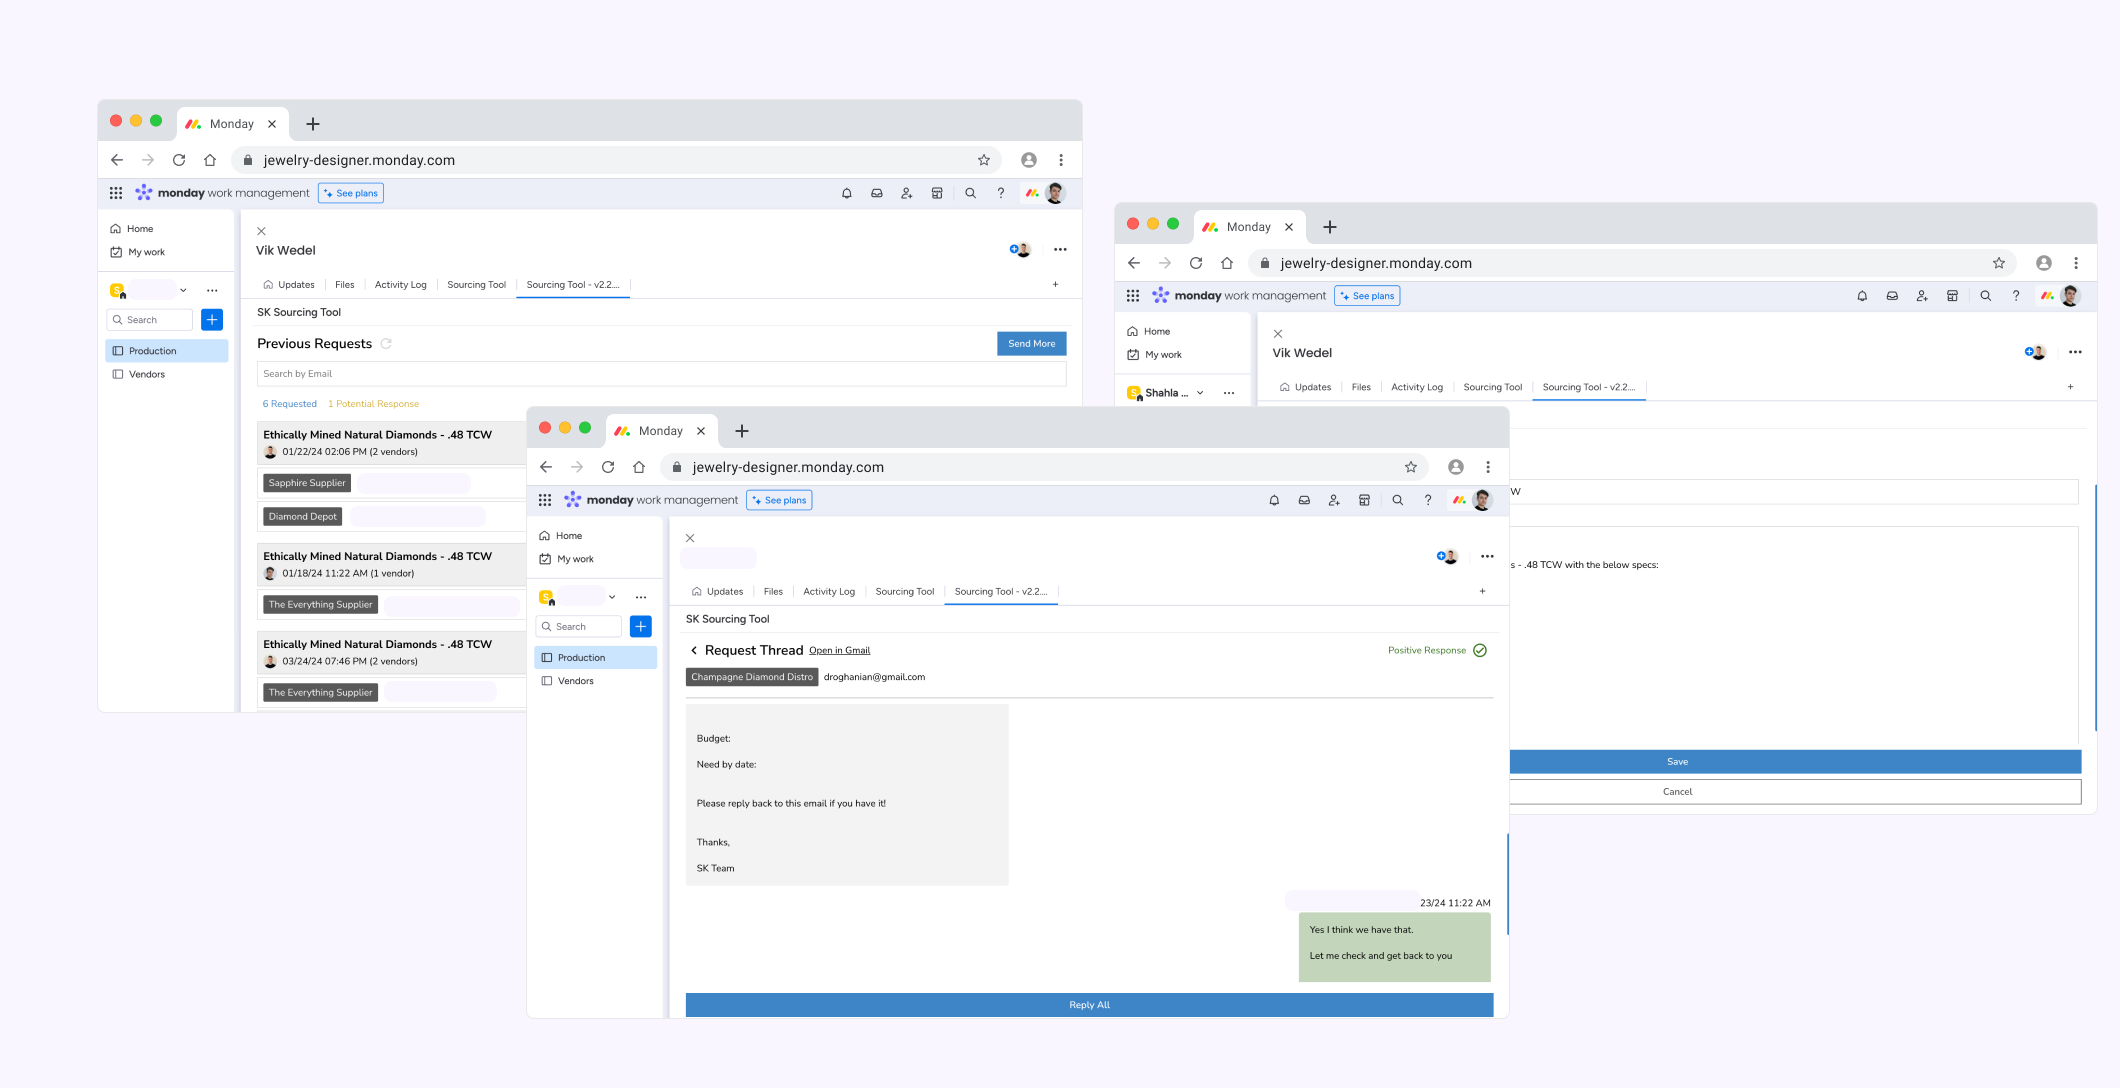 Monday
jewelry-designer.monday.com
monday work management See plans
Home
My work
S
Search
Production
Vendors
Vik Wedel
Updates Files Activity Log Sourcing Tool Sourcing Tool - v2.2....
SK Sourcing Tool
Previous Requests Send More
Search by Email
6 Requested 1 Potential Response
Ethically Mined Natural Diamonds - .48 TCW
01/22/24 02:06 PM (2 vendors)
Sapphire Supplier
Diamond Depot
Ethically Mined Natural Diamonds - .48 TCW
01/18/24 11:22 AM (1 vendor)
The Everything Supplier
Ethically Mined Natural Diamonds - .48 TCW
03/24/24 07:46 PM (2 vendors)
The Everything Supplier
Monday
jewelry-designer.monday.com
monday work management See plans
Home
My work
S
Search
Production
Vendors
Updates Files Activity Log Sourcing Tool Sourcing Tool - v2.2....
SK Sourcing Tool
Request Thread Open in Gmail Positive Response
Champagne Diamond Distro droghanian@gmail.com
Budget:
Need by date:
Please reply back to this email if you have it!
Thanks,
SK Team
23/24 11:22 AM
Yes I think we have that.
Let me check and get back to you
Reply All
Monday
jewelry-designer.monday.com
monday work management See plans
Home
My work
S Shahla ...
Vik Wedel
Updates Files Activity Log Sourcing Tool Sourcing Tool - v2.2....
W
s - .48 TCW with the below specs:
Save
Cancel